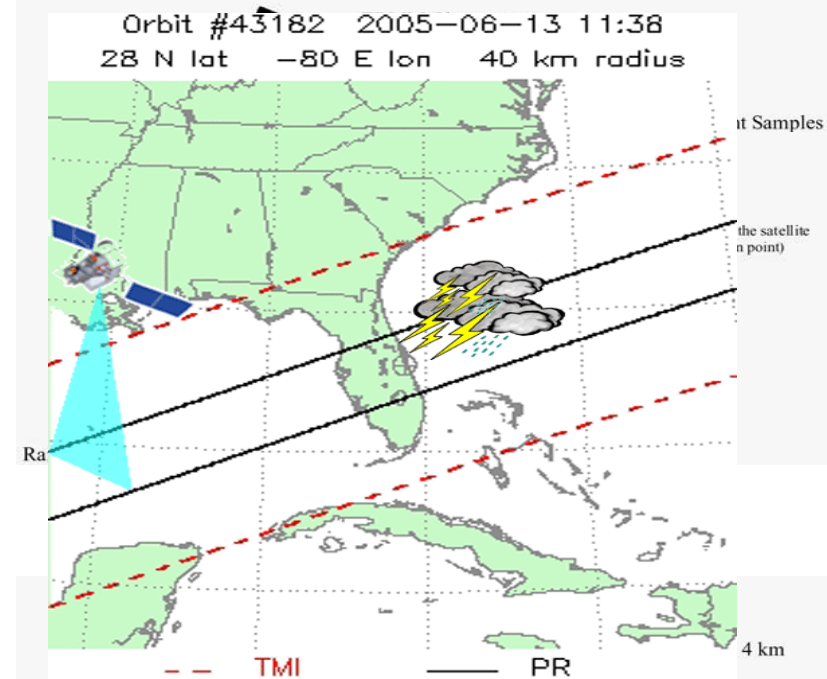 Orbit #43182 2005-06-13 11:38
28 N lat -80 E lon 40 km radius
nt Samples
the satellite
n point)
Ra
4 km
TMI PR